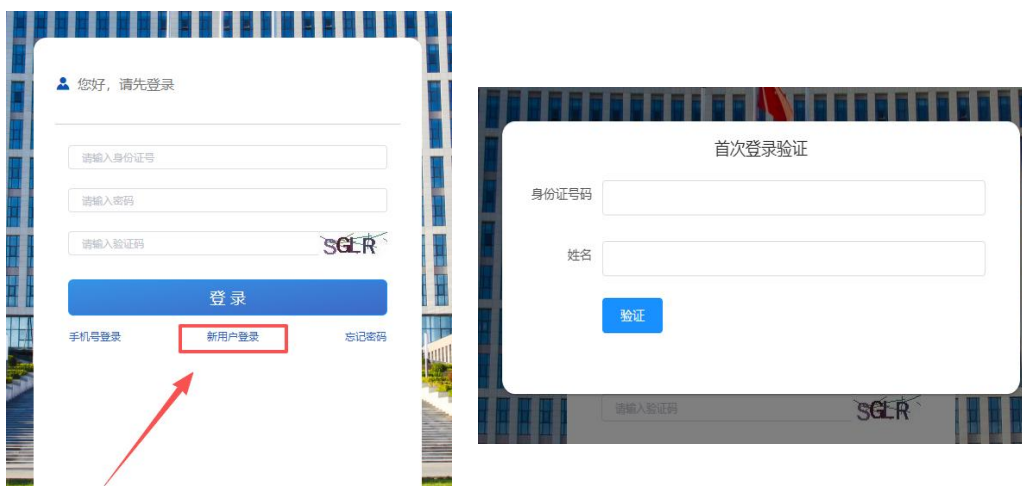 您好，请先登录
请输入身份证号
请输入密码
请输入验证码
SGLR
登录
手机号登录
新用户登录
忘记密码
首次登录验证
身份证号码
姓名
验证
请输入验证码
SGLR